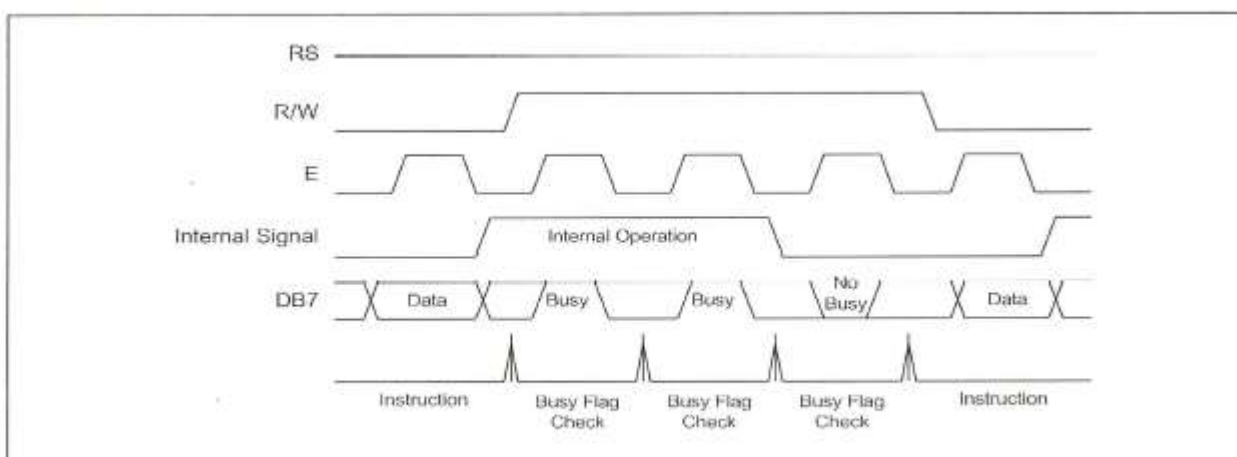 RS
R/W
E
Internal Signal
Internal Operation
DB7
Data
Busy
Busy
No
Busy
Data
Instruction
Busy Flag
Check
Busy Flag
Check
Busy Flag
Check
Instruction